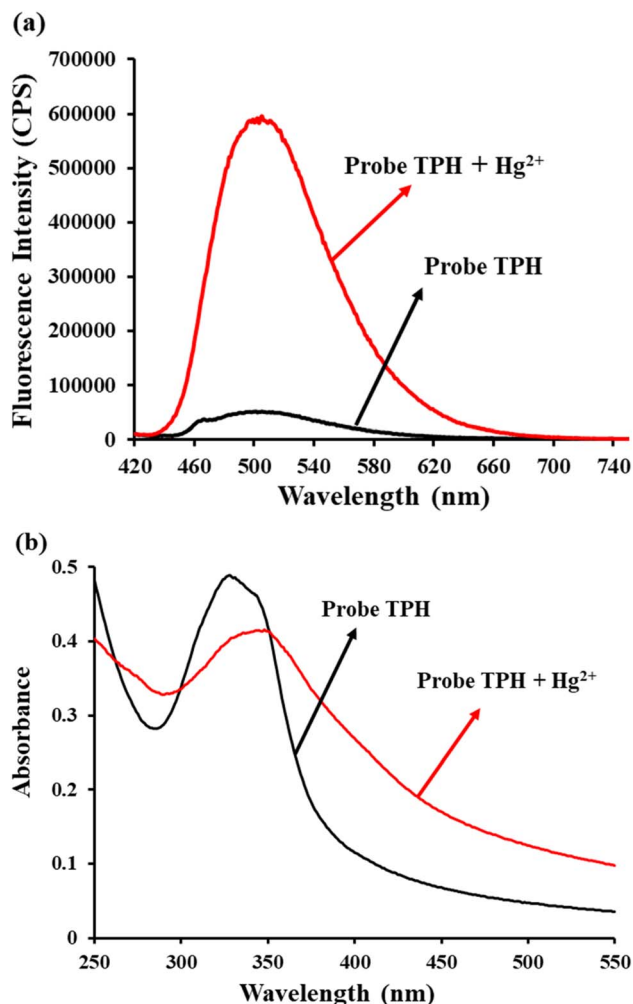 (a)
Fluorescence Intensity (CPS)
700000
600000
500000
400000
300000
200000
100000
0
Probe TPH + Hg²⁺
Probe TPH
420 460 500 540 580 620 660 700 740
Wavelength (nm)
(b)
Absorbance
0.5
0.4
0.3
0.2
0.1
0
Probe TPH
Probe TPH + Hg²⁺
250 300 350 400 450 500 550
Wavelength (nm)